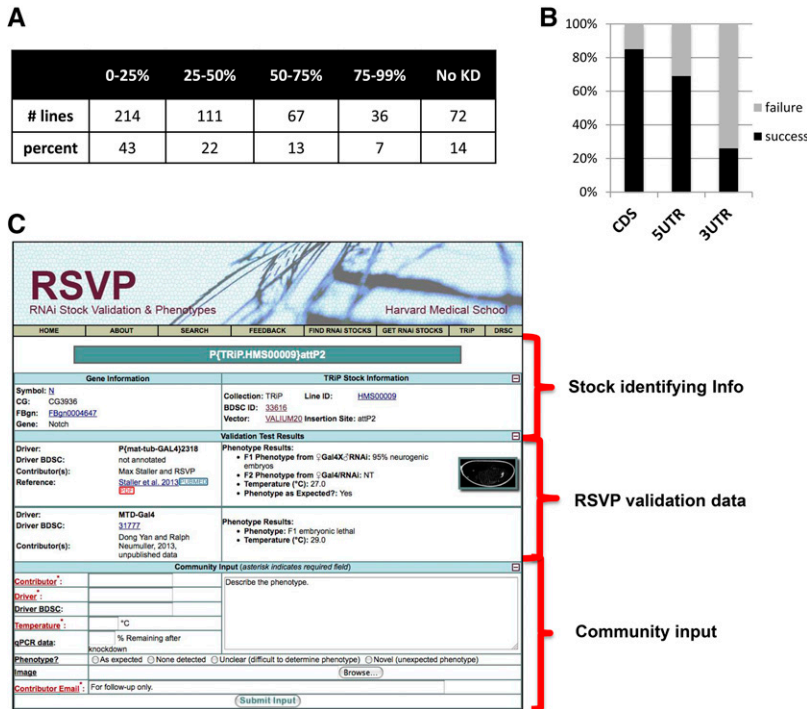 A
0-25% 25-50% 50-75% 75-99% No KD
# lines 214 111 67 36 72
percent 43 22 13 7 14
B
100%
80%
60%
40%
20%
0%
CDS 5UTR 3UTR
failure
success
C
RSVP
RNAi Stock Validation & Phenotypes
Harvard Medical School
HOME ABOUT SEARCH FEEDBACK FIND RNAi STOCKS GET RNAi STOCKS TRiP DRSC
P{TRiP.HMS00009}attP2
Gene Information
Symbol: N
CG: CG3936
FBgn: FBgn0004647
Gene: Notch
TRiP Stock Information
Collection: TRiP Line ID: HMS00009
BDSC ID: 33616
Vector: VALIUM20 Insertion Site: attP2
Validation Test Results
Driver: P{mat-tub-GAL4}2318
Driver BDSC: not annotated
Contributor(s): Max Staller and RSVP
Reference: Staller et al. 2013 PUBMED
PDF
Phenotype Results:
• F1 Phenotype from ♀Gal4X♂RNAi: 95% neurogenic
embryos
• F2 Phenotype from ♀Gal4/RNAi: NT
• Temperature (°C): 27.0
• Phenotype as Expected?: Yes
Driver: MTD-Gal4
Driver BDSC: 31777
Contributor(s): Dong Yan and Ralph
Neumuller, 2013,
unpublished data
Phenotype Results:
• Phenotype: F1 embryonic lethal
• Temperature (°C): 29.0
Community Input (asterisk indicates required field)
Contributor*:
Driver*:
Driver BDSC:
Temperature*: °C
qPCR data: % Remaining after
knockdown
Describe the phenotype.
Phenotype? As expected None detected Unclear (difficult to determine phenotype) Novel (unexpected phenotype)
Image Browse...
Contributor Email*: For follow-up only.
Submit Input
Stock identifying Info
RSVP validation data
Community input